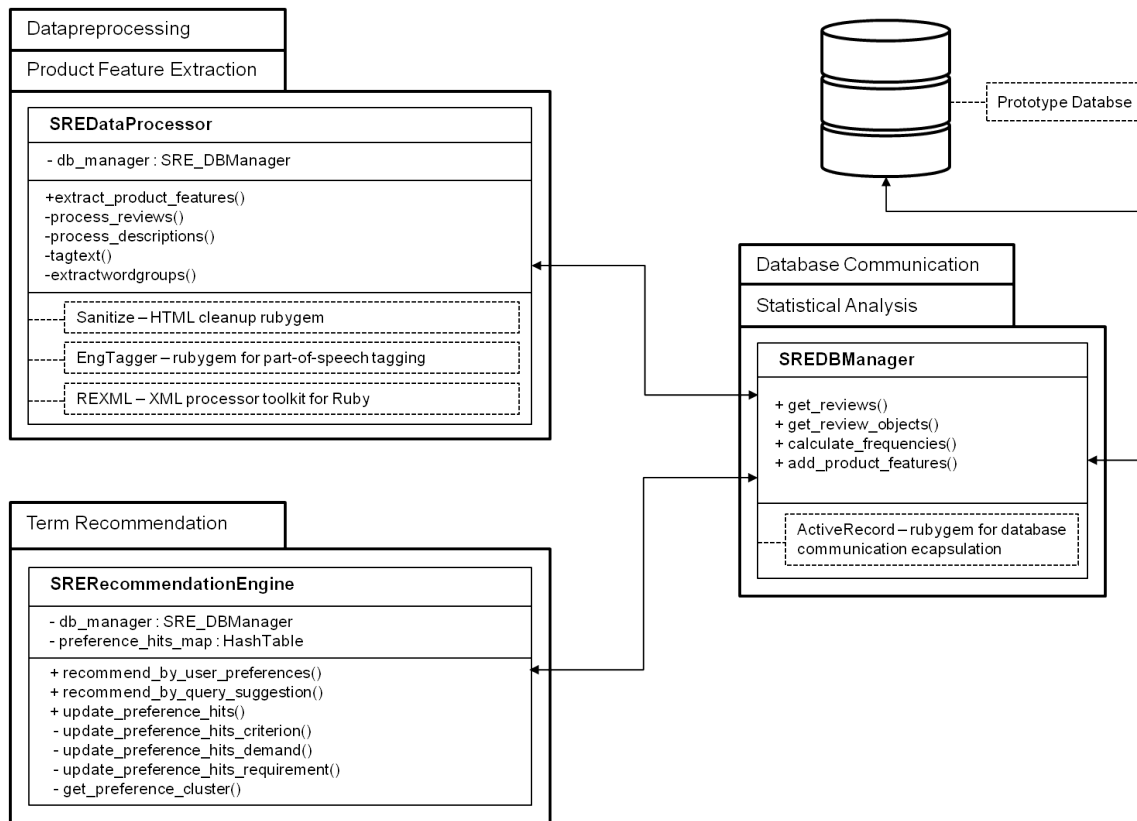 Datapreprocessing
Product Feature Extraction
SREDataProcessor
- db_manager : SRE_DBManager
+extract_product_features()
-process_reviews()
-process_descriptions()
-tagtext()
-extractwordgroups()
Sanitize – HTML cleanup rubygem
EngTagger – rubygem for part-of-speech tagging
REXML – XML processor toolkit for Ruby
Prototype Databse
Database Communication
Statistical Analysis
SREDBManager
+ get_reviews()
+ get_review_objects()
+ calculate_frequencies()
+ add_product_features()
ActiveRecord – rubygem for database
communication ecapsulation
Term Recommendation
SRERecommendationEngine
- db_manager : SRE_DBManager
- preference_hits_map : HashTable
+ recommend_by_user_preferences()
+ recommend_by_query_suggestion()
+ update_preference_hits()
- update_preference_hits_criterion()
- update_preference_hits_demand()
- update_preference_hits_requirement()
- get_preference_cluster()